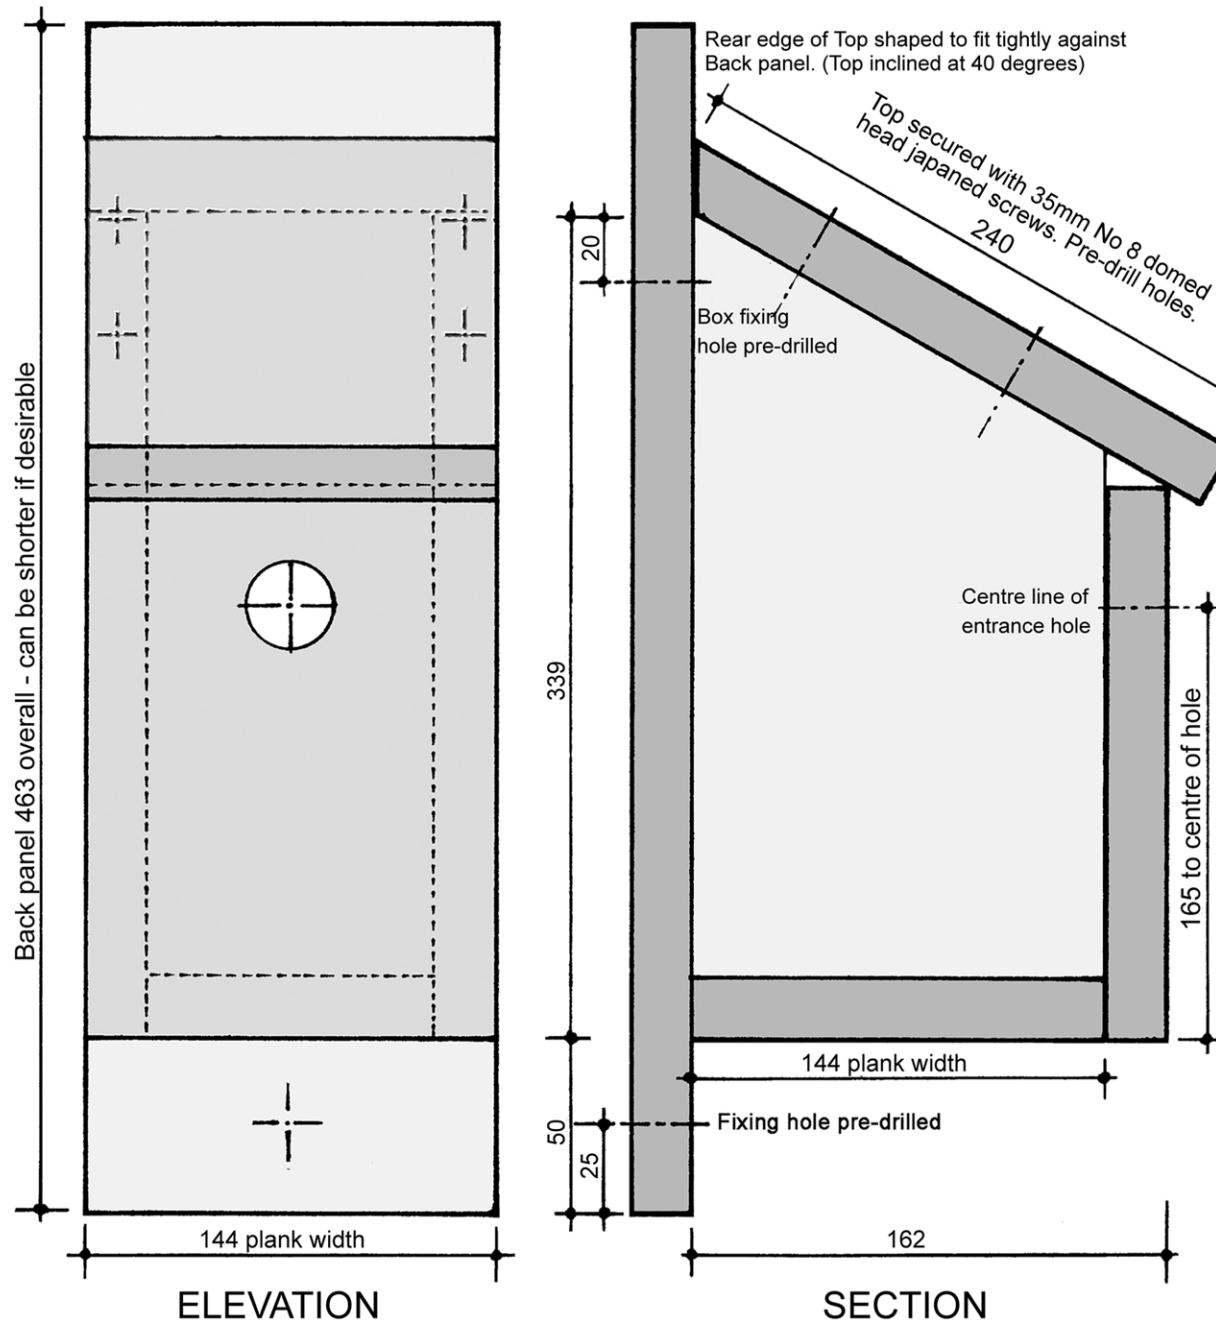 Rear edge of Top shaped to fit tightly against
Back panel. (Top inclined at 40 degrees)
Top secured with 35mm No 8 domed
head japaned screws. Pre-drill holes.
240
20
Box fixing
hole pre-drilled
Back panel 463 overall - can be shorter if desirable
Centre line of
entrance hole
339
165 to centre of hole
144 plank width
Fixing hole pre-drilled
50
25
144 plank width
162
ELEVATION
SECTION